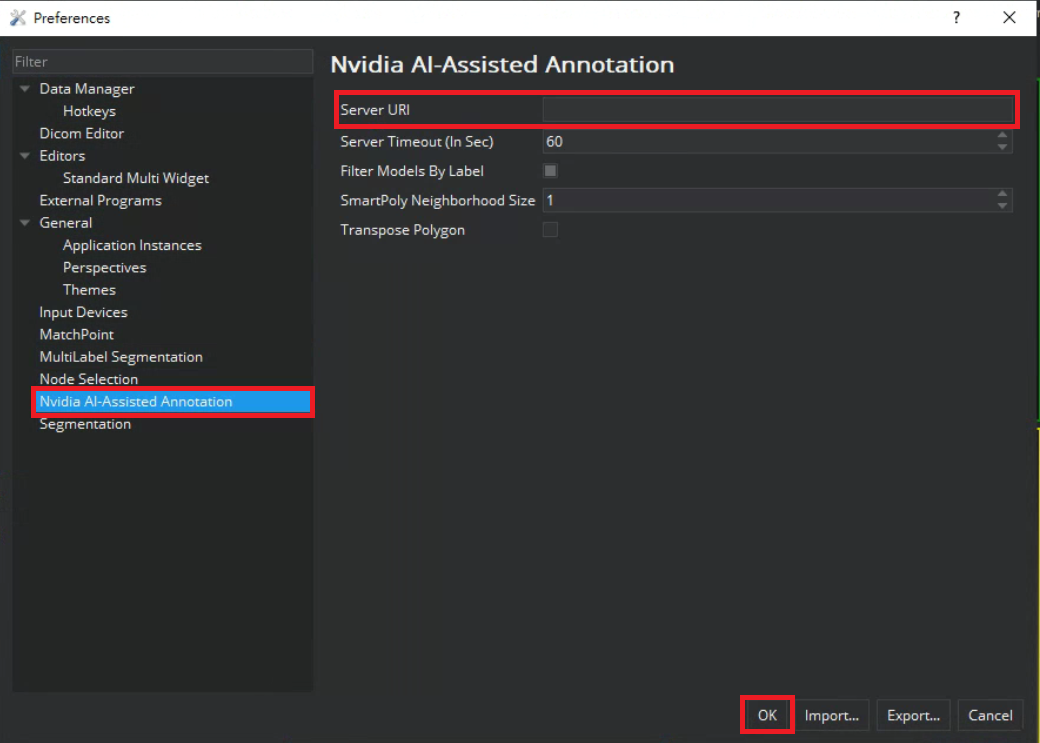 Preferences
?
Filter
Data Manager
Hotkeys
Dicom Editor
Editors
Standard Multi Widget
External Programs
General
Application Instances
Perspectives
Themes
Input Devices
MatchPoint
MultiLabel Segmentation
Node Selection
Nvidia AI-Assisted Annotation
Segmentation
Nvidia AI-Assisted Annotation
Server URI
Server Timeout (In Sec) 60
Filter Models By Label
SmartPoly Neighborhood Size 1
Transpose Polygon
OK Import... Export... Cancel